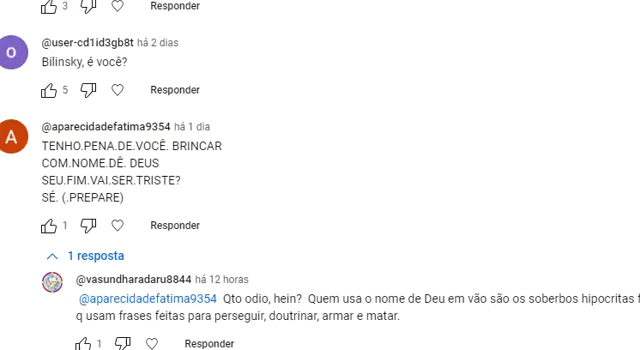 3 Responder
@user-cd1id3gb8t há 2 dias
Bilinsky, é você?
5 Responder
A
@aparecidadefatima9354 há 1 dia
TENHO.PENA.DE.VOCÊ. BRINCAR
COM.NOME.DÊ. DEUS
SEU.FIM.VAI.SER.TRISTE?
SÉ. (.PREPARE)
1 Responder
1 resposta
@vasundharadaru8844 há 12 horas
@aparecidadefatima9354 Qto odio, hein? Quem usa o nome de Deu em vão são os soberbos hipocritas
q usam frases feitas para perseguir, doutrinar, armar e matar.
1 Responder